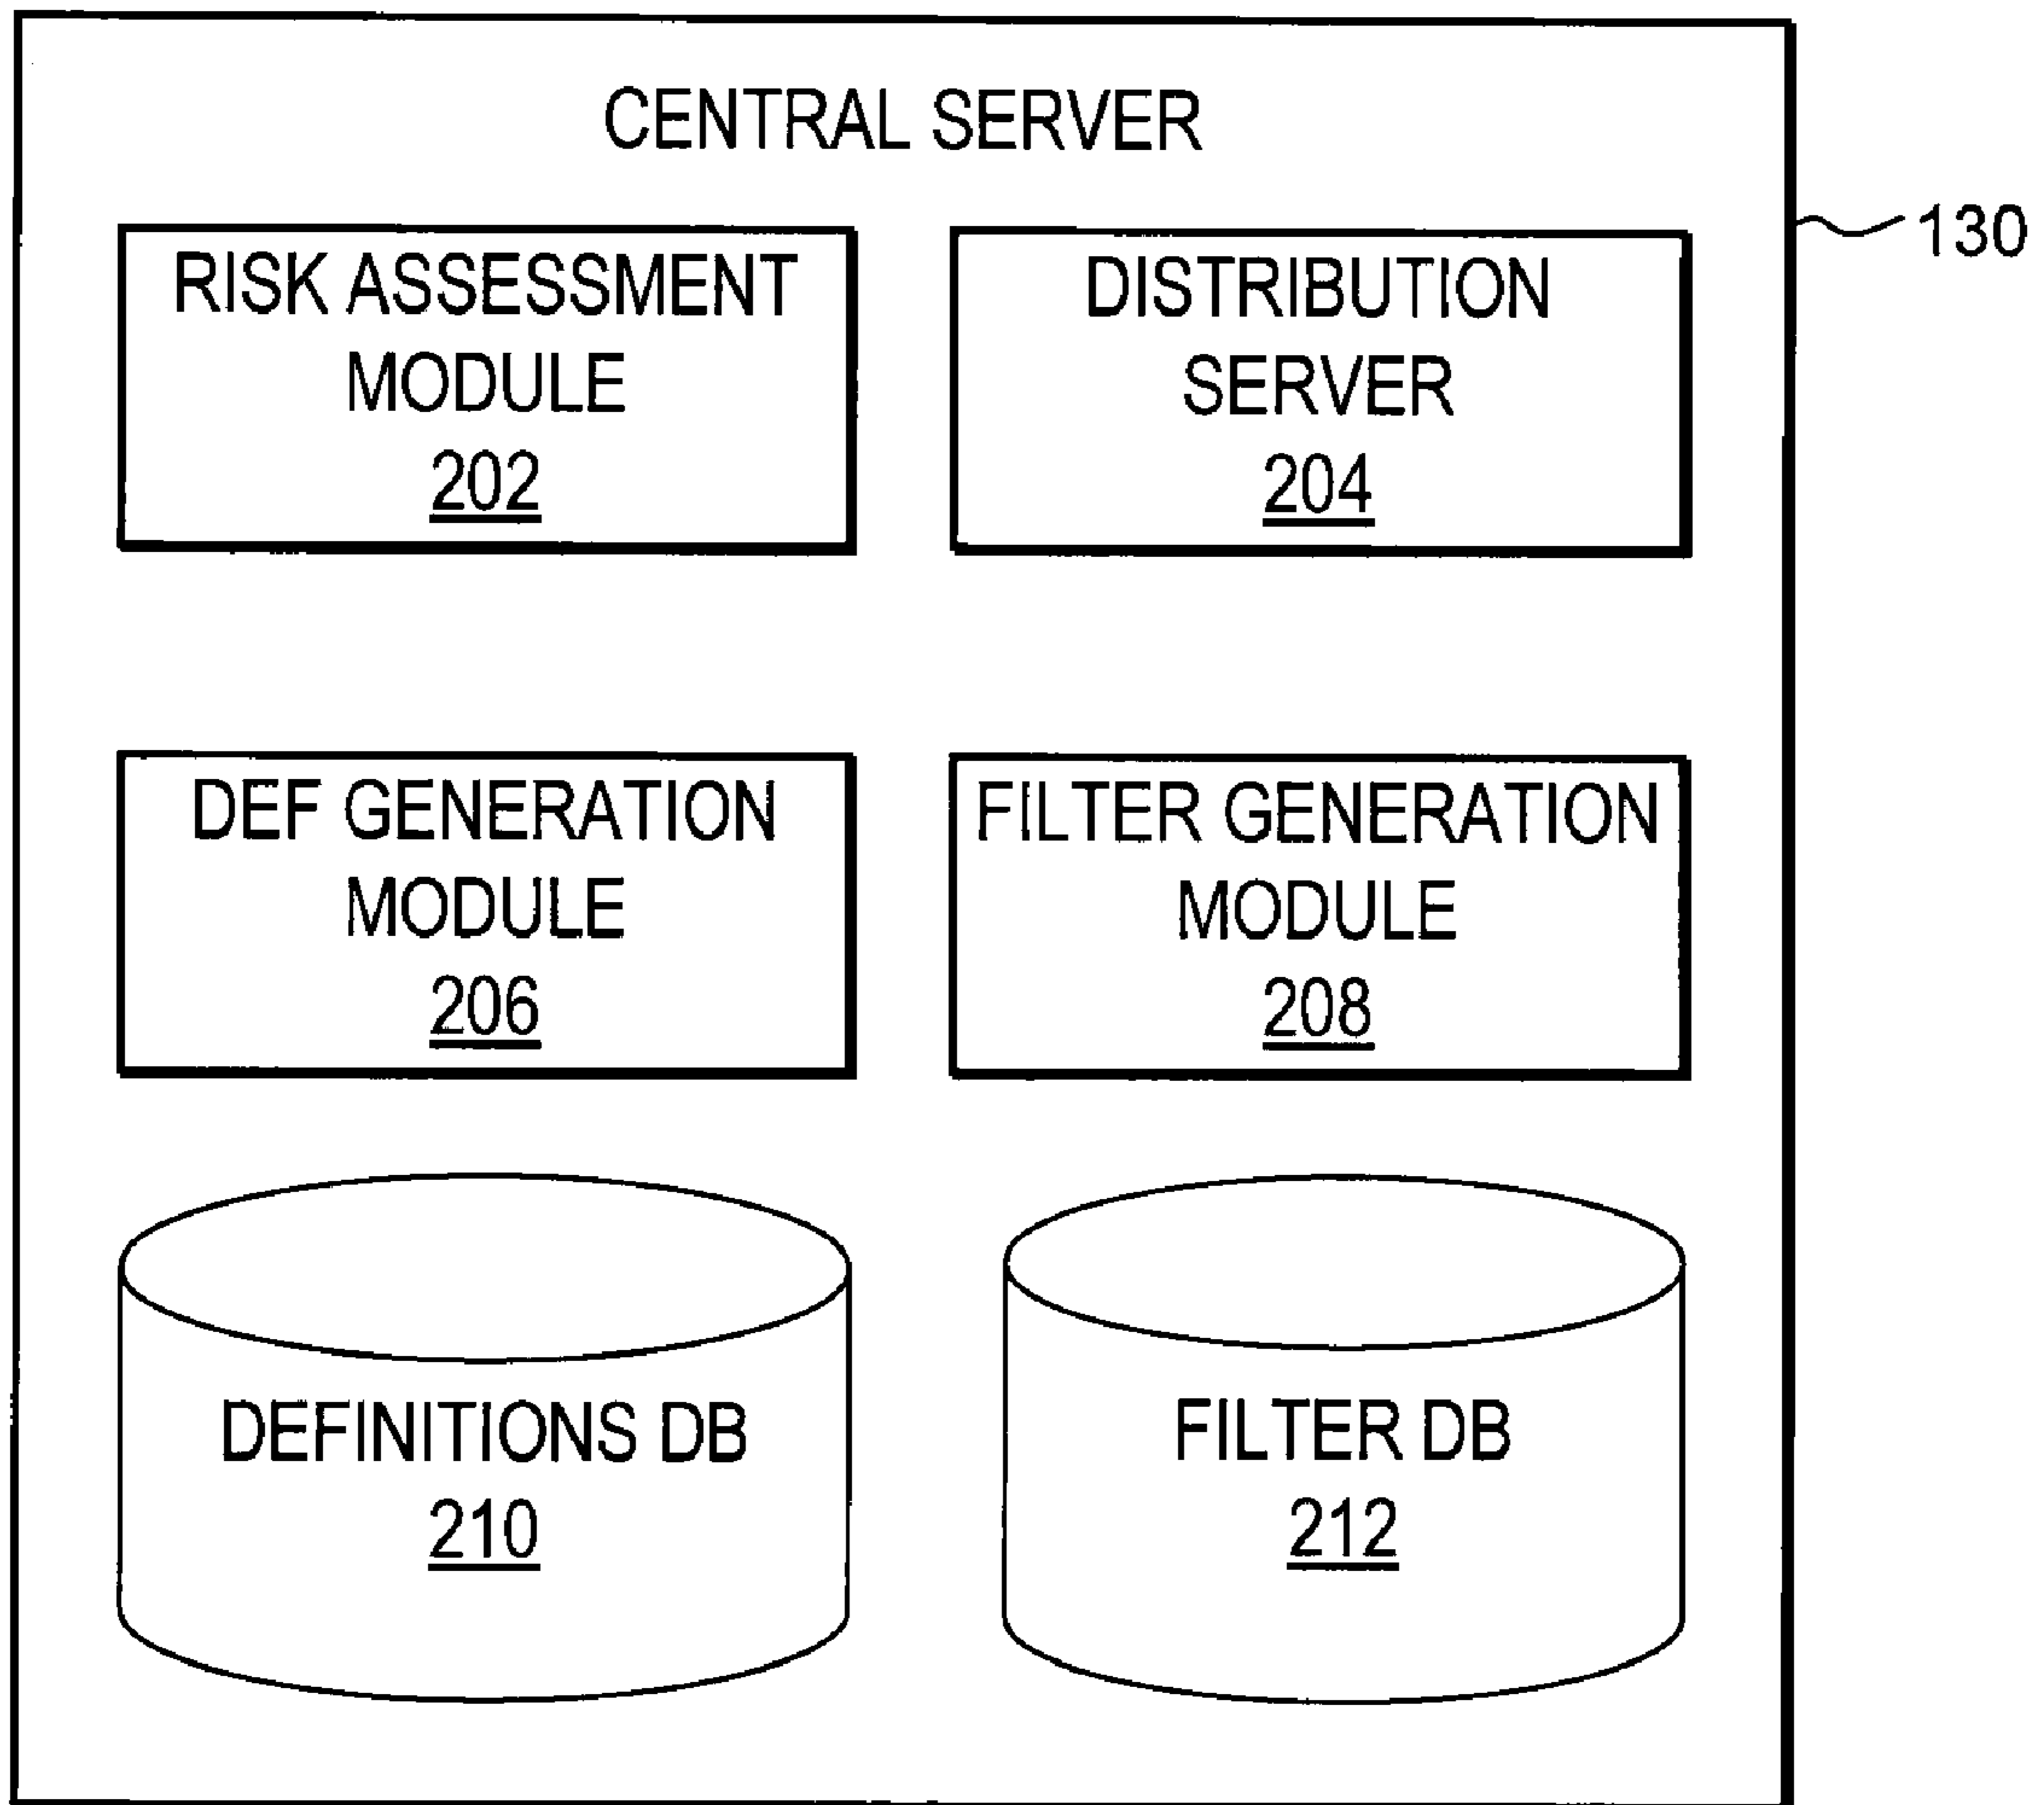 CENTRAL SERVER
130
RISK ASSESSMENT
MODULE
202
DISTRIBUTION
SERVER
204
DEF GENERATION
MODULE
206
FILTER GENERATION
MODULE
208
DEFINITIONS DB
210
FILTER DB
212